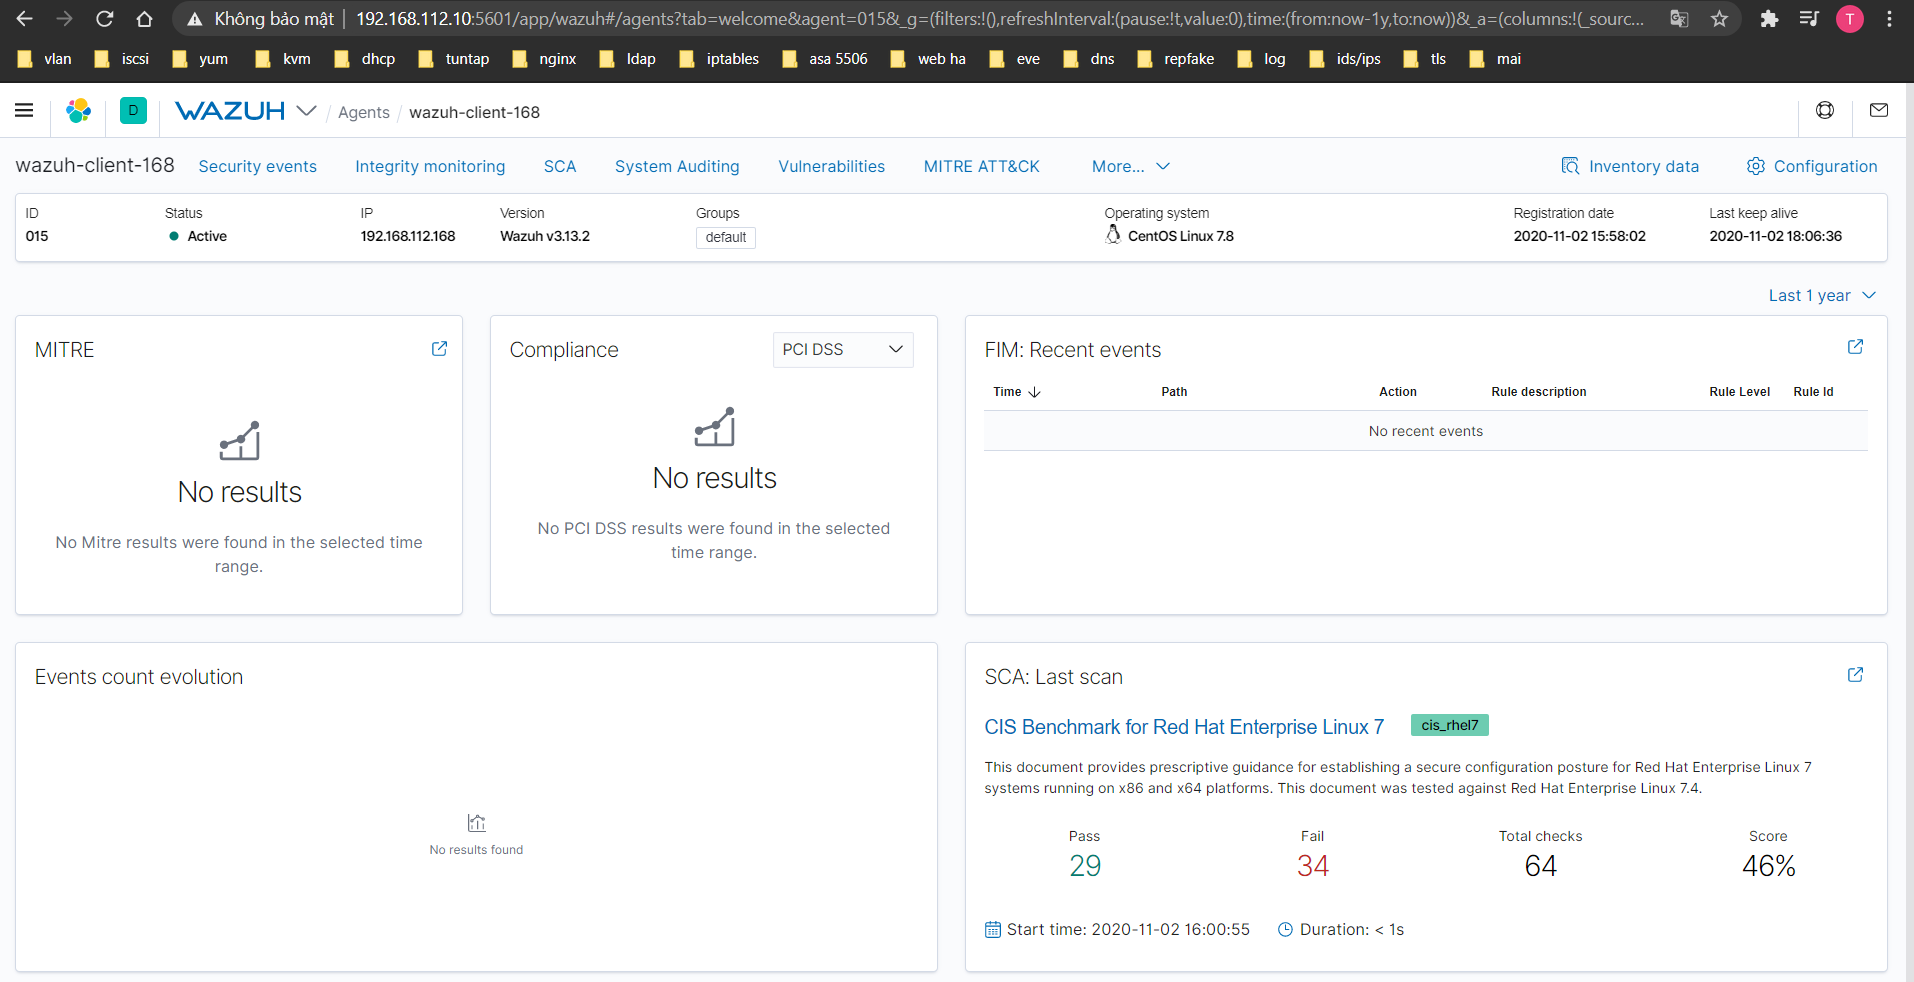 Không bảo mật 192.168.112.10:5601/app/wazuh#/agents?tab=welcome&agent=015&_g=(filters:!(),refreshInterval:(pause:!t,value:0),time:(from:now-1y,to:now))&_a=(columns:!(_sourc... T
vlan iscsi yum kvm dhcp tuntap nginx ldap iptables asa 5506 web ha eve dns repfake log ids/ips tls mai
D WAZUH / Agents / wazuh-client-168
wazuh-client-168 Security events Integrity monitoring SCA System Auditing Vulnerabilities MITRE ATT&CK More... Inventory data Configuration
ID Status IP Version Groups Operating system Registration date Last keep alive
015 Active 192.168.112.168 Wazuh v3.13.2 default CentOS Linux 7.8 2020-11-02 15:58:02 2020-11-02 18:06:36
Last 1 year
MITRE
No results
No Mitre results were found in the selected time
range.
Compliance PCI DSS
No results
No PCI DSS results were found in the selected
time range.
FIM: Recent events
Time Path Action Rule description Rule Level Rule Id
No recent events
Events count evolution
No results found
SCA: Last scan
CIS Benchmark for Red Hat Enterprise Linux 7 cis_rhel7
This document provides prescriptive guidance for establishing a secure configuration posture for Red Hat Enterprise Linux 7
systems running on x86 and x64 platforms. This document was tested against Red Hat Enterprise Linux 7.4.
Pass Fail Total checks Score
29 34 64 46%
Start time: 2020-11-02 16:00:55 Duration: < 1s